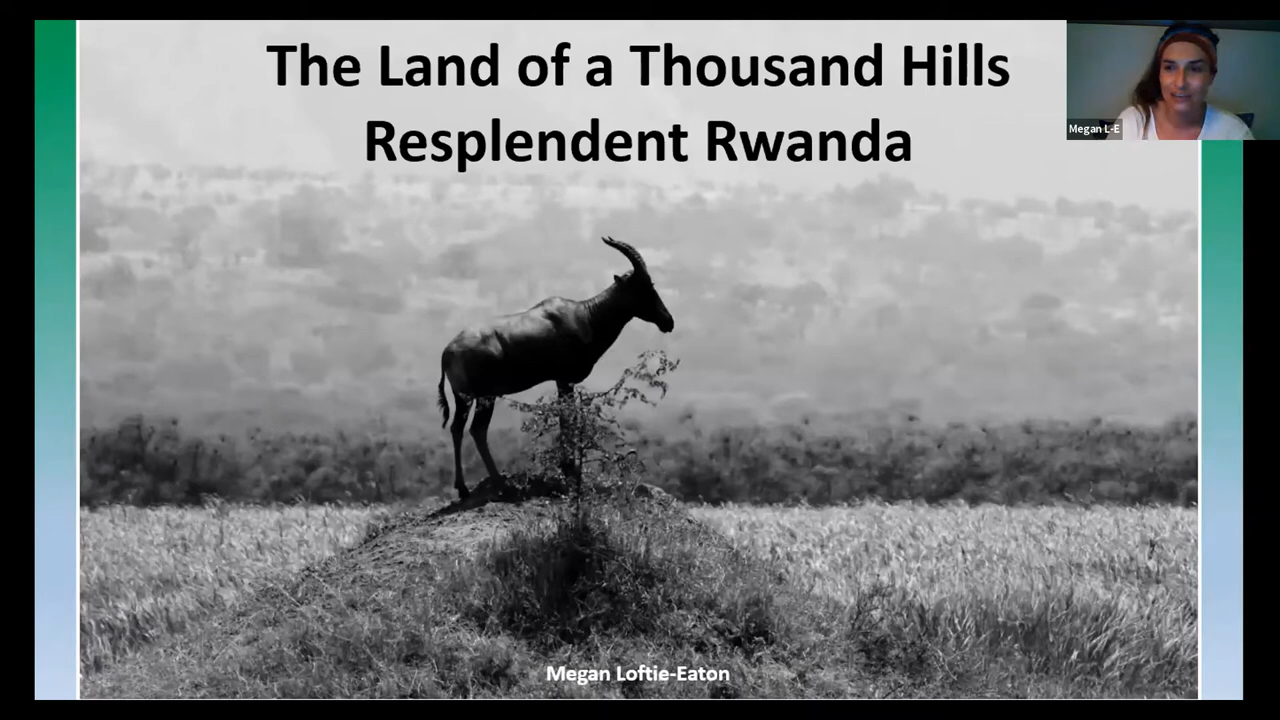 The Land of a Thousand Hills
Resplendent Rwanda
Megan L-E
Megan Loftie-Eaton